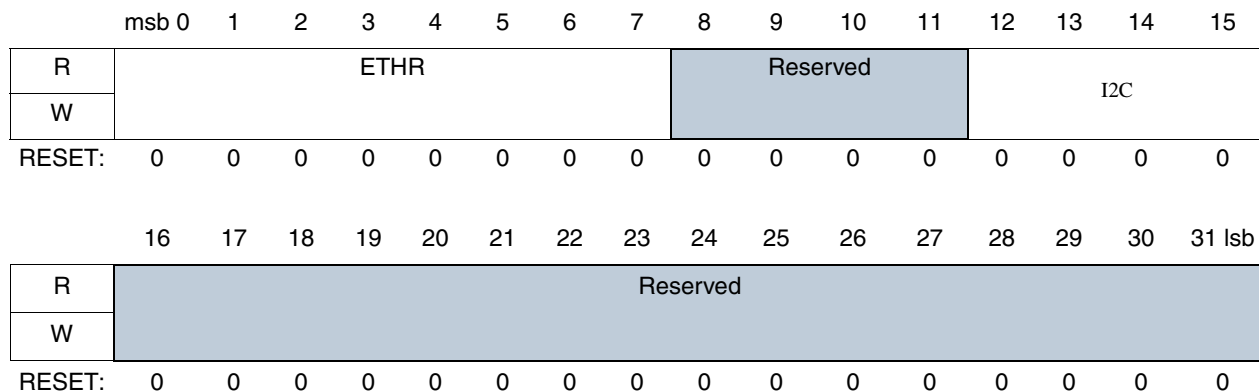 msb 0 1 2 3 4 5 6 7 8 9 10 11 12 13 14 15
R ETHR Reserved I2C
W
RESET: 0 0 0 0 0 0 0 0 0 0 0 0 0 0 0 0
16 17 18 19 20 21 22 23 24 25 26 27 28 29 30 31 lsb
R Reserved
W
RESET: 0 0 0 0 0 0 0 0 0 0 0 0 0 0 0 0